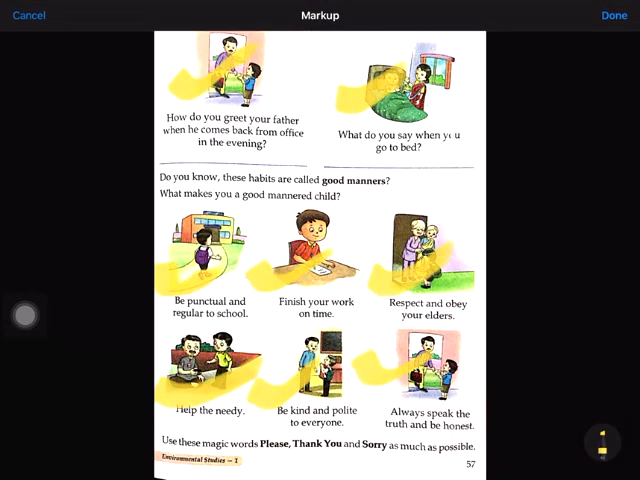 Cancel
Markup
Done
How do you greet your father
when he comes back from office
in the evening?
What do you say when you
go to bed?
Do you know, these habits are called good manners?
What makes you a good mannered child?
Be punctual and
regular to school.
Finish your work
on time.
Respect and obey
your elders.
Help the needy.
Be kind and polite
to everyone.
Always speak the
truth and be honest.
Use these magic words Please, Thank You and Sorry as much as possible.
Environmental Studies – 1
57